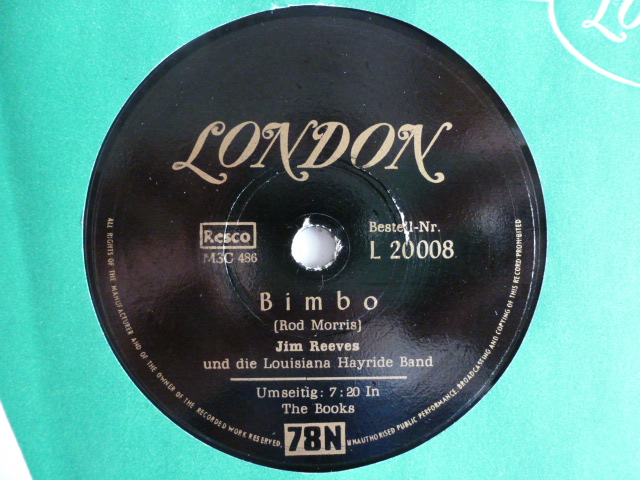 LONDON
Resco
M3C 486
Bestell-Nr.
L 20008
Bimbo
(Rod Morris)
Jim Reeves
und die Louisiana Hayride Band
Umseitig: 7:20 In
The Books
78N
ALL RIGHTS OF THE MANUFACTURER AND OF THE OWNER OF THE RECORDED WORK RESERVED. UNAUTHORISED PUBLIC PERFORMANCE, BROADCASTING AND COPYING OF THIS RECORD PROHIBITED